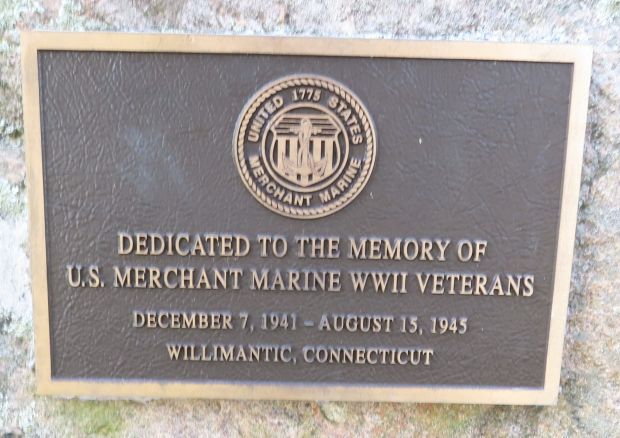 UNITED STATES
1775
MERCHANT MARINE
DEDICATED TO THE MEMORY OF
U.S. MERCHANT MARINE WWII VETERANS
DECEMBER 7, 1941 – AUGUST 15, 1945
WILLIMANTIC, CONNECTICUT